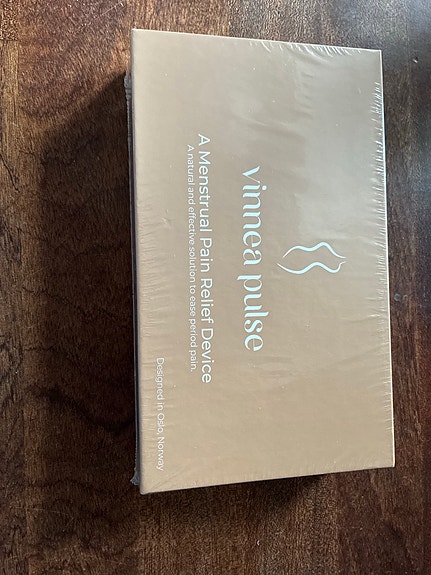 vinnea pulse
A Menstrual Pain Relief Device
A natural and effective solution to ease period pain.
Designed in Oslo, Norway